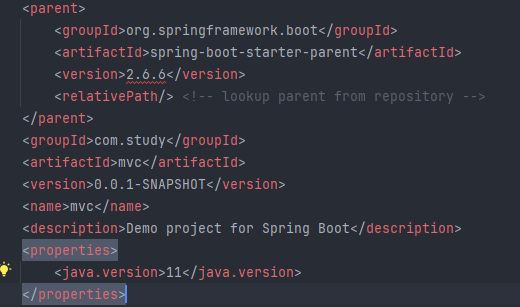 <parent>
<groupId>org.springframework.boot</groupId>
<artifactId>spring-boot-starter-parent</artifactId>
<version>2.6.6</version>
<relativePath/> <!-- lookup parent from repository -->
</parent>
<groupId>com.study</groupId>
<artifactId>mvc</artifactId>
<version>0.0.1-SNAPSHOT</version>
<name>mvc</name>
<description>Demo project for Spring Boot</description>
<properties>
<java.version>11</java.version>
</properties>